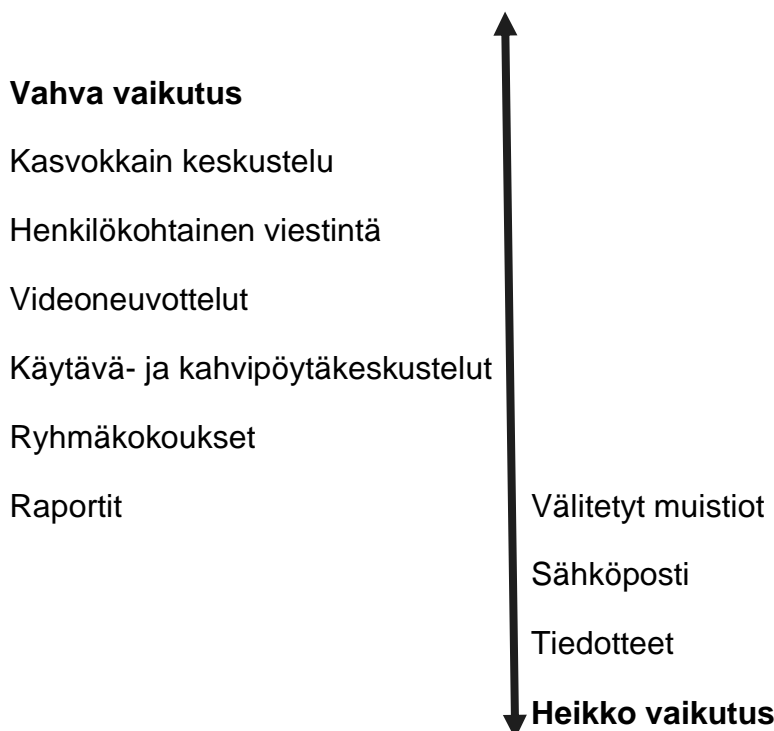 Vahva vaikutus
Kasvokkain keskustelu
Henkilökohtainen viestintä
Videoneuvottelut
Käytävä- ja kahvipöytäkeskustelut
Ryhmäkokoukset
Raportit
Välitetyt muistiot
Sähköposti
Tiedotteet
Heikko vaikutus